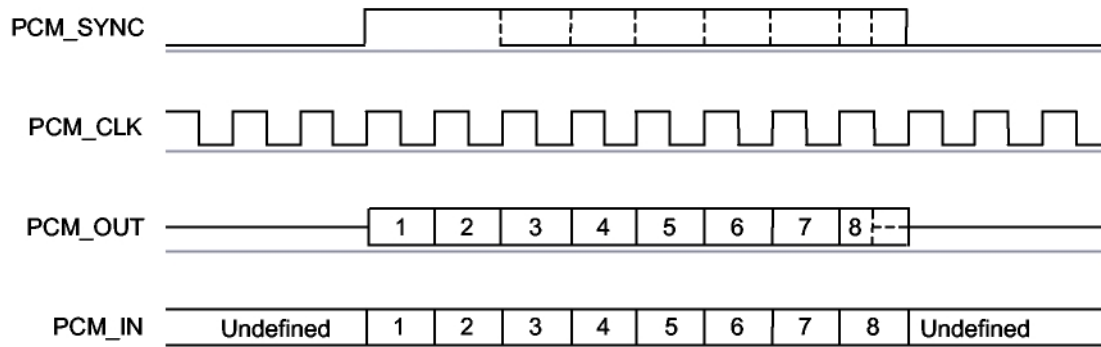 PCM_SYNC
PCM_CLK
PCM_OUT 1 2 3 4 5 6 7 8
PCM_IN Undefined 1 2 3 4 5 6 7 8 Undefined